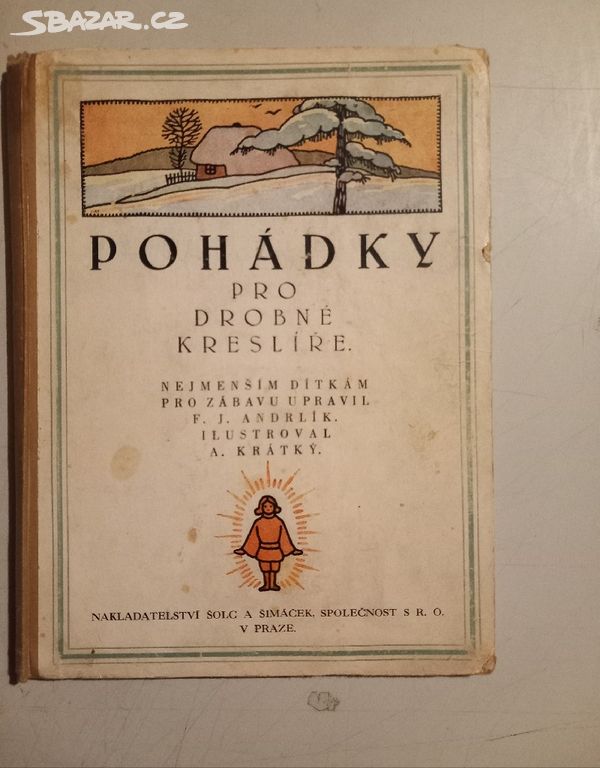 SBAZAR.CZ
POHÁDKY
PRO
DROBNÉ
KRESLÍŘE.
NEJMENŠÍM DÍTKÁM
PRO ZÁBAVU UPRAVIL
F. J. ANDRLÍK.
ILUSTROVAL
A. KRÁTKÝ.
NAKLADATELSTVÍ ŠOLC A ŠIMÁČEK, SPOLEČNOST S R. O.
V PRAZE.